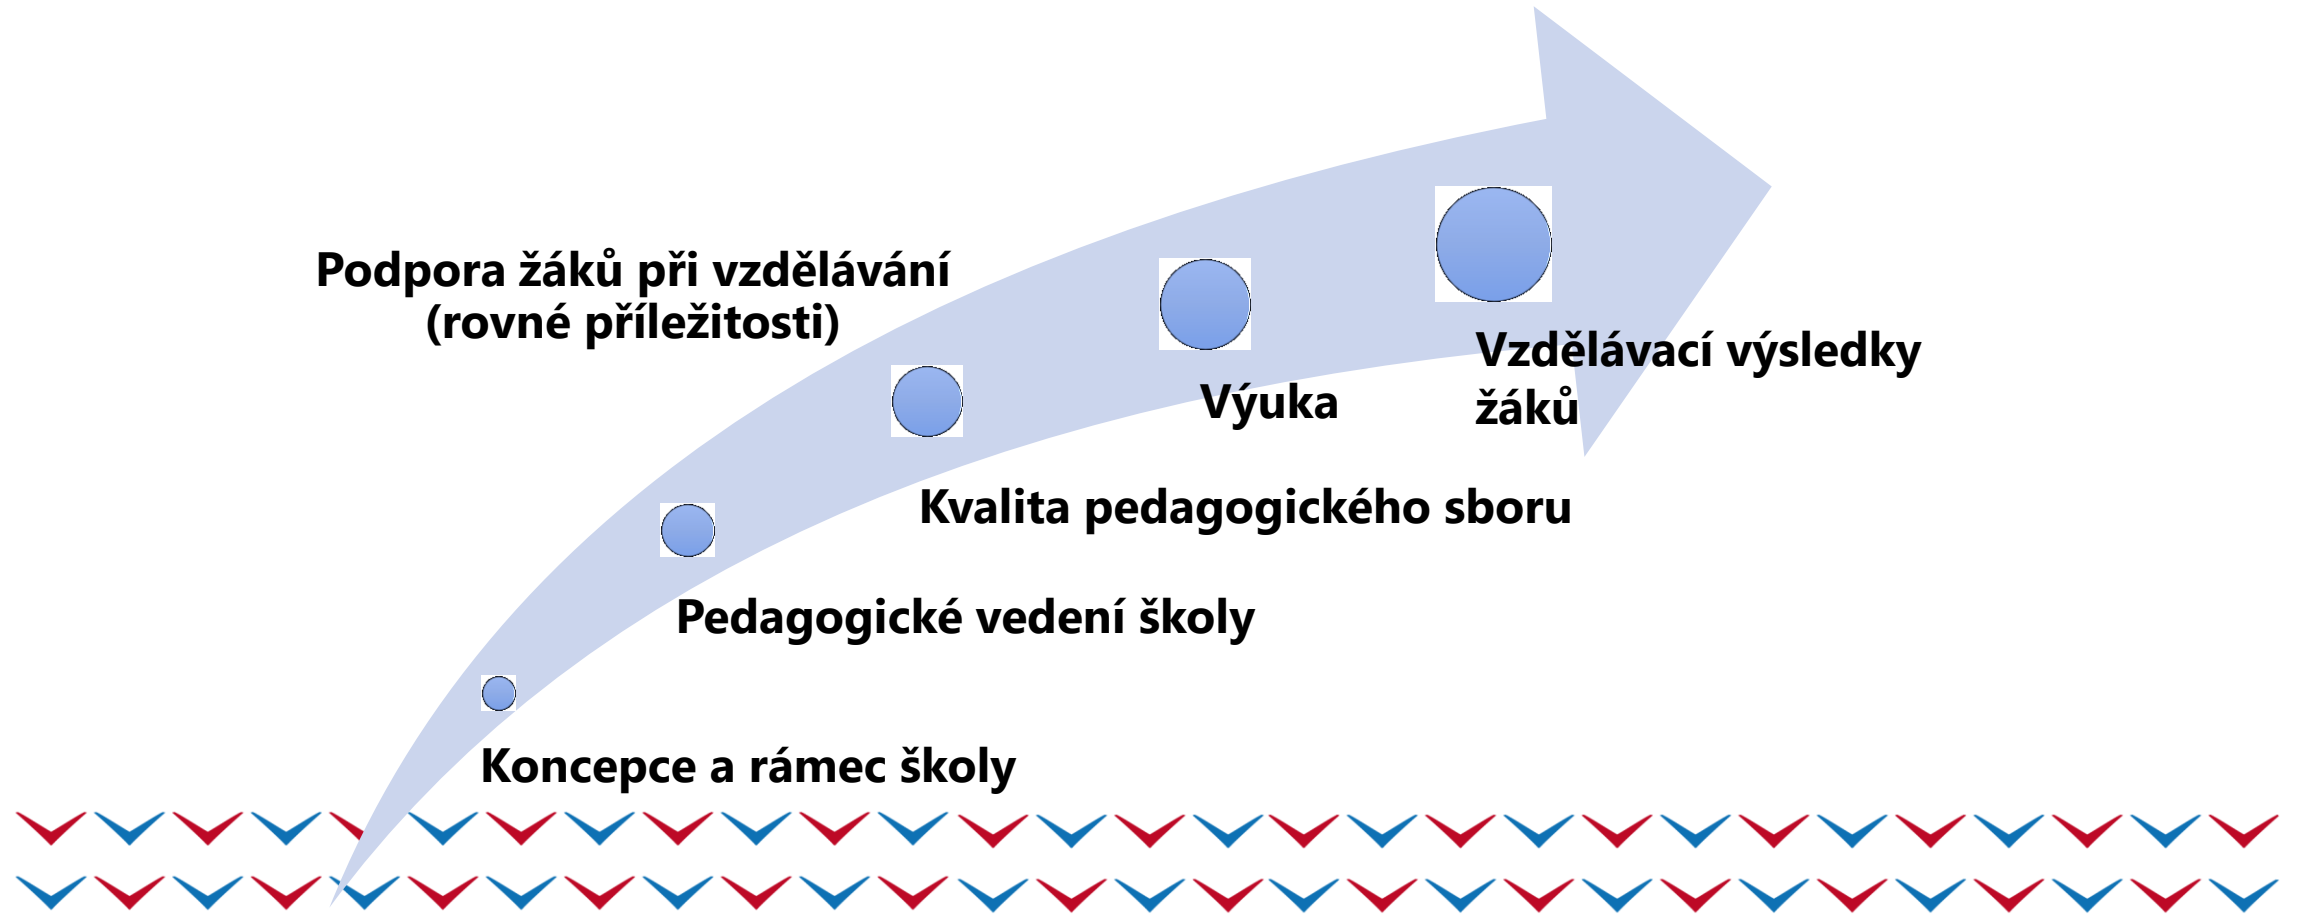 Podpora žáků při vzdělávání
(rovné příležitosti)
Vzdělávací výsledky
žáků
Výuka
Kvalita pedagogického sboru
Pedagogické vedení školy
Koncepce a rámec školy